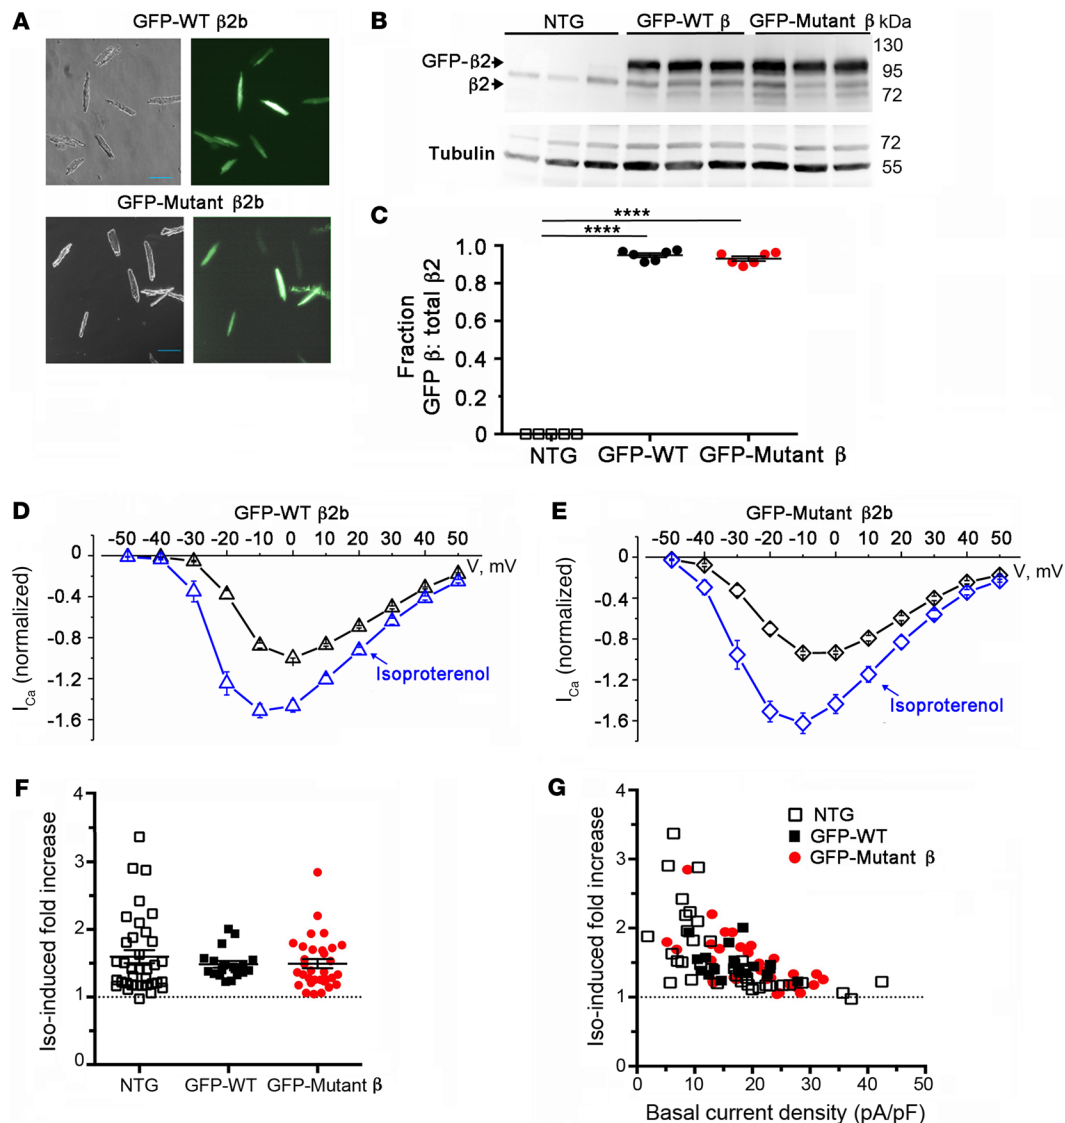 A
GFP-WT β2b
GFP-Mutant β2b
B
NTG GFP-WT β GFP-Mutant β kDa
GFP-β2
β2
130
95
72
Tubulin
72
55
C
****
****
Fraction
GFP β: total β2
1.0
0.8
0.6
0.4
0.2
0
NTG GFP-WT GFP-Mutant β
D
GFP-WT β2b
-50 -40 -30 -20 -10 0 10 20 30 40 50
V, mV
I_Ca (normalized)
0
-0.4
-0.8
-1.2
-1.6
Isoproterenol
E
GFP-Mutant β2b
-50 -40 -30 -20 -10 0 10 20 30 40 50
V, mV
I_Ca (normalized)
0
-0.4
-0.8
-1.2
-1.6
Isoproterenol
F
Iso-induced fold increase
4
3
2
1
0
NTG GFP-WT GFP-Mutant β
G
Iso-induced fold increase
4
3
2
1
0
NTG
GFP-WT
GFP-Mutant β
0 10 20 30 40 50
Basal current density (pA/pF)